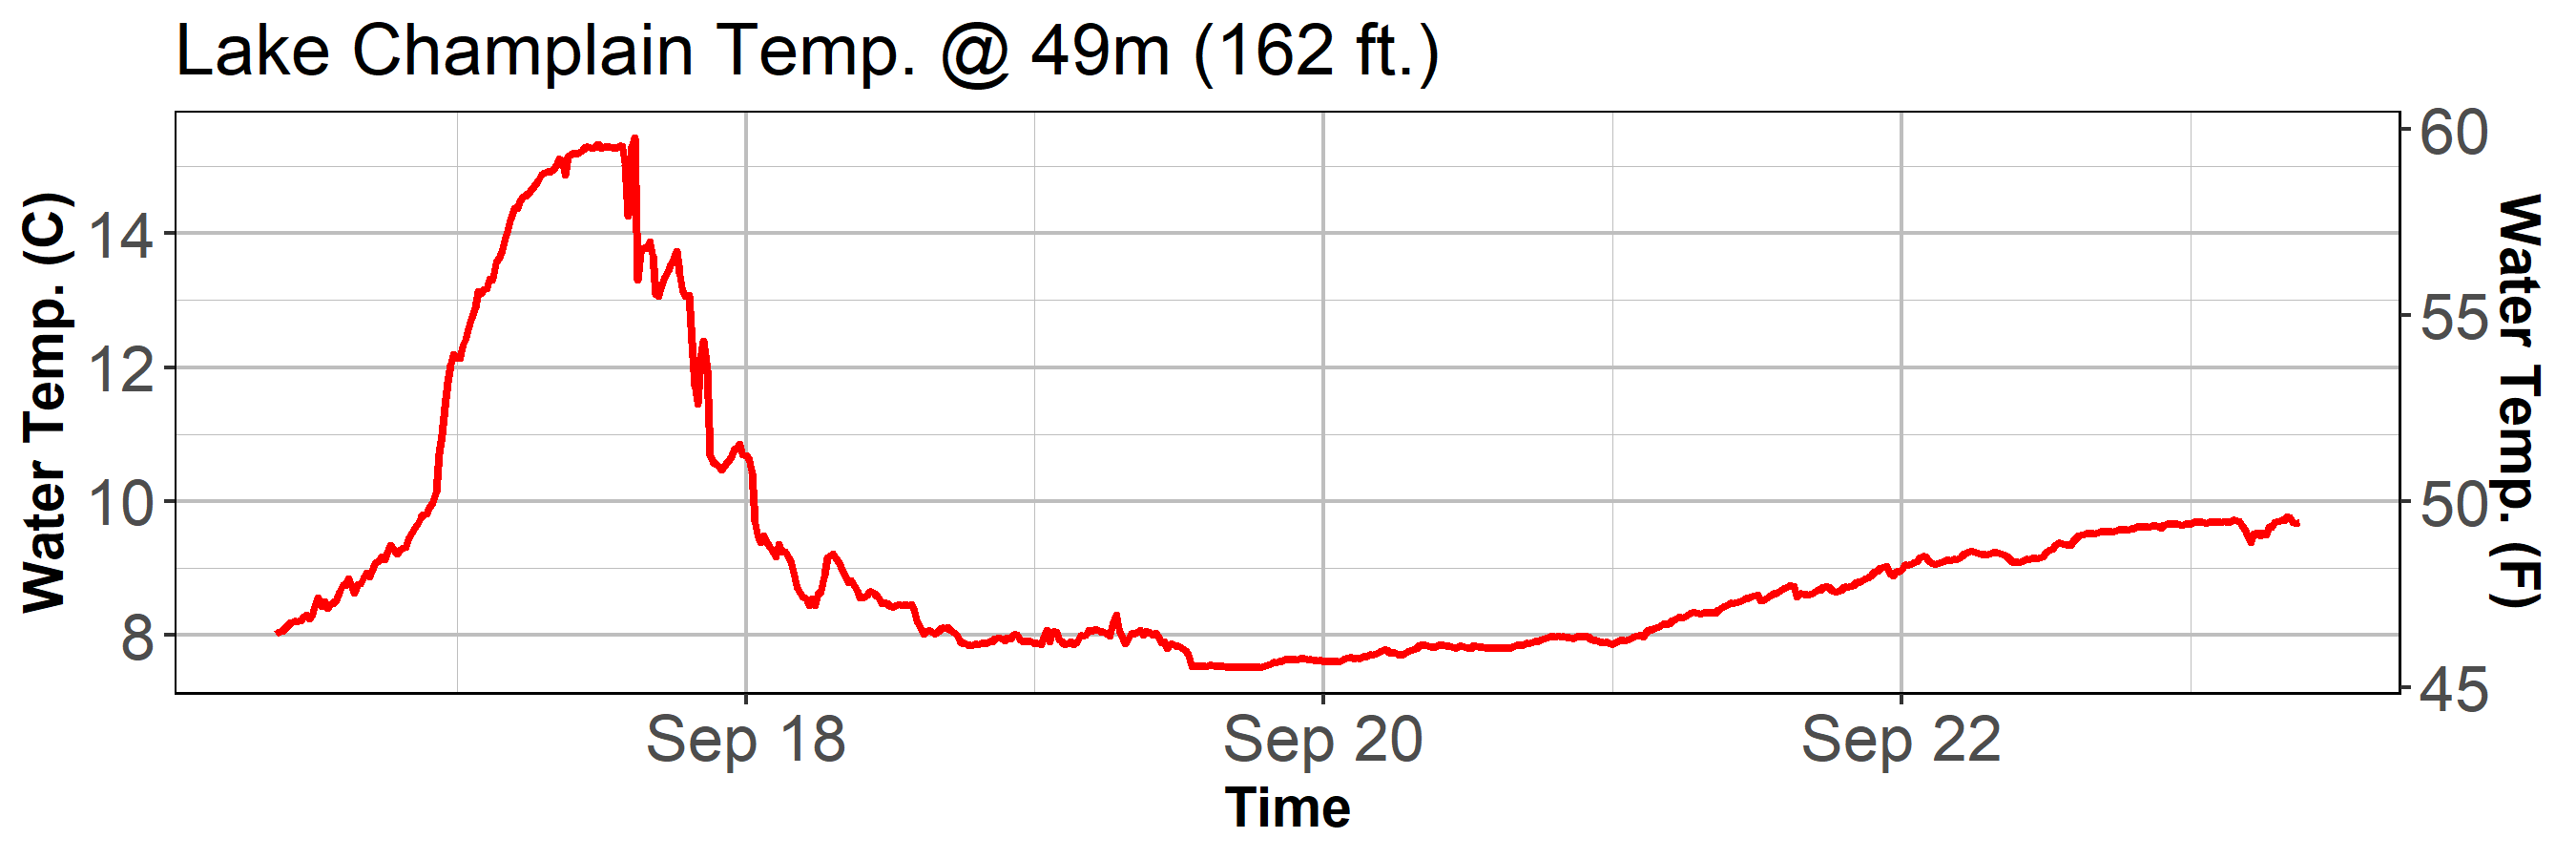 Lake Champlain Temp. @ 49m (162 ft.)
Water Temp. (C)
14
12
10
8
60
55
50
45
Water Temp. (F)
Sep 18
Sep 20
Sep 22
Time